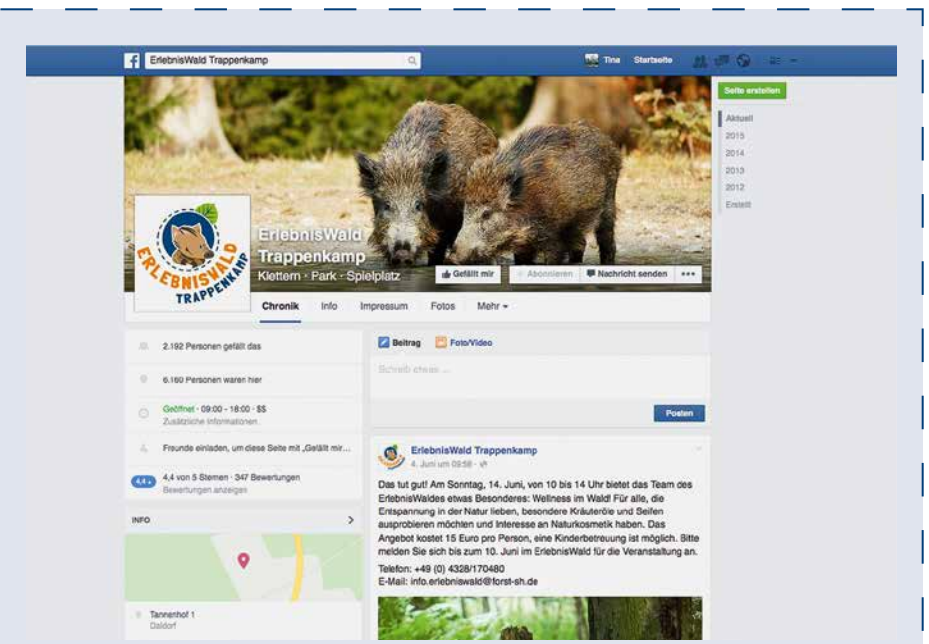 ErlebnisWald Trappenkamp
Tina Startseite
Seite erstellen
Aktuell
2015
2014
2013
2012
Erstellt
ERLEBNISWALD
TRAPPENKAMP
ErlebnisWald
Trappenkamp
Klettern · Park · Spielplatz
Gefällt mir
Abonnieren
Nachricht senden
Chronik Info Impressum Fotos Mehr
2.192 Personen gefällt das
6.160 Personen waren hier
Geöffnet · 09:00 - 18:00 · $$
Zusätzliche Informationen
Freunde einladen, um diese Seite mit „Gefällt mir...
4,4
4,4 von 5 Sternen · 347 Bewertungen
Bewertungen anzeigen
INFO
Tannenhof 1
Daldorf
Beitrag Foto/Video
Schreib etwas ...
Posten
ErlebnisWald Trappenkamp
4. Juni um 09:58
Das tut gut! Am Sonntag, 14. Juni, von 10 bis 14 Uhr bietet das Team des
ErlebnisWaldes etwas Besonderes: Wellness im Wald! Für alle, die
Entspannung in der Natur lieben, besondere Kräuteröle und Seifen
ausprobieren möchten und Interesse an Naturkosmetik haben. Das
Angebot kostet 15 Euro pro Person, eine Kinderbetreuung ist möglich. Bitte
melden Sie sich bis zum 10. Juni im ErlebnisWald für die Veranstaltung an.
Telefon: +49 (0) 4328/170480
E-Mail: info.erlebniswald@forst-sh.de